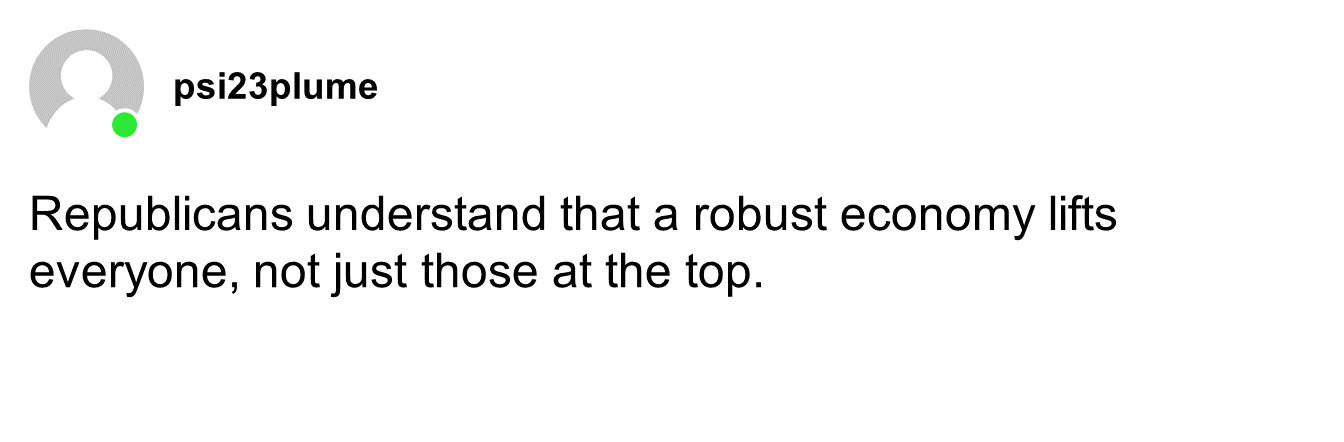 psi23plume
Republicans understand that a robust economy lifts
everyone, not just those at the top.